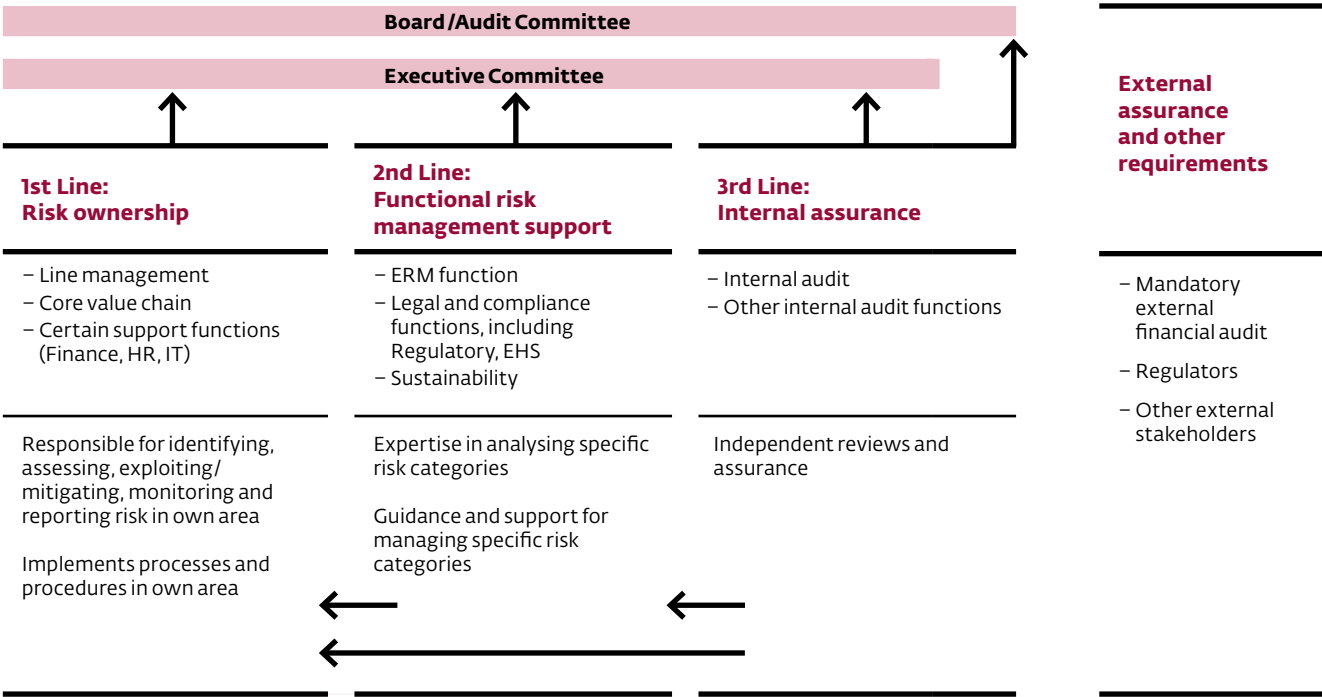 Board/Audit Committee
Executive Committee
1st Line:
Risk ownership
– Line management
– Core value chain
– Certain support functions
(Finance, HR, IT)
Responsible for identifying,
assessing, exploiting/
mitigating, monitoring and
reporting risk in own area
Implements processes and
procedures in own area
2nd Line:
Functional risk
management support
– ERM function
– Legal and compliance
functions, including
Regulatory, EHS
– Sustainability
Expertise in analysing specific
risk categories
Guidance and support for
managing specific risk
categories
3rd Line:
Internal assurance
– Internal audit
– Other internal audit functions
Independent reviews and
assurance
External
assurance
and other
requirements
– Mandatory
external
financial audit
– Regulators
– Other external
stakeholders